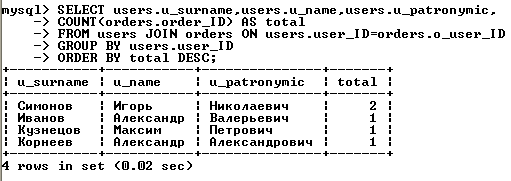 mysql> SELECT users.u_surname,users.u_name,users.u_patronymic,
-> COUNT(orders.order_ID) AS total
-> FROM users JOIN orders ON users.user_ID=orders.o_user_ID
-> GROUP BY users.user_ID
-> ORDER BY total DESC;
+-----------+-----------+---------------+-------+
| u_surname | u_name | u_patronymic | total |
+-----------+-----------+---------------+-------+
| Симонов | Игорь | Николаевич | 2 |
| Иванов | Александр | Валерьевич | 1 |
| Кузнецов | Максим | Петрович | 1 |
| Корнеев | Александр | Александрович | 1 |
+-----------+-----------+---------------+-------+
4 rows in set (0.02 sec)